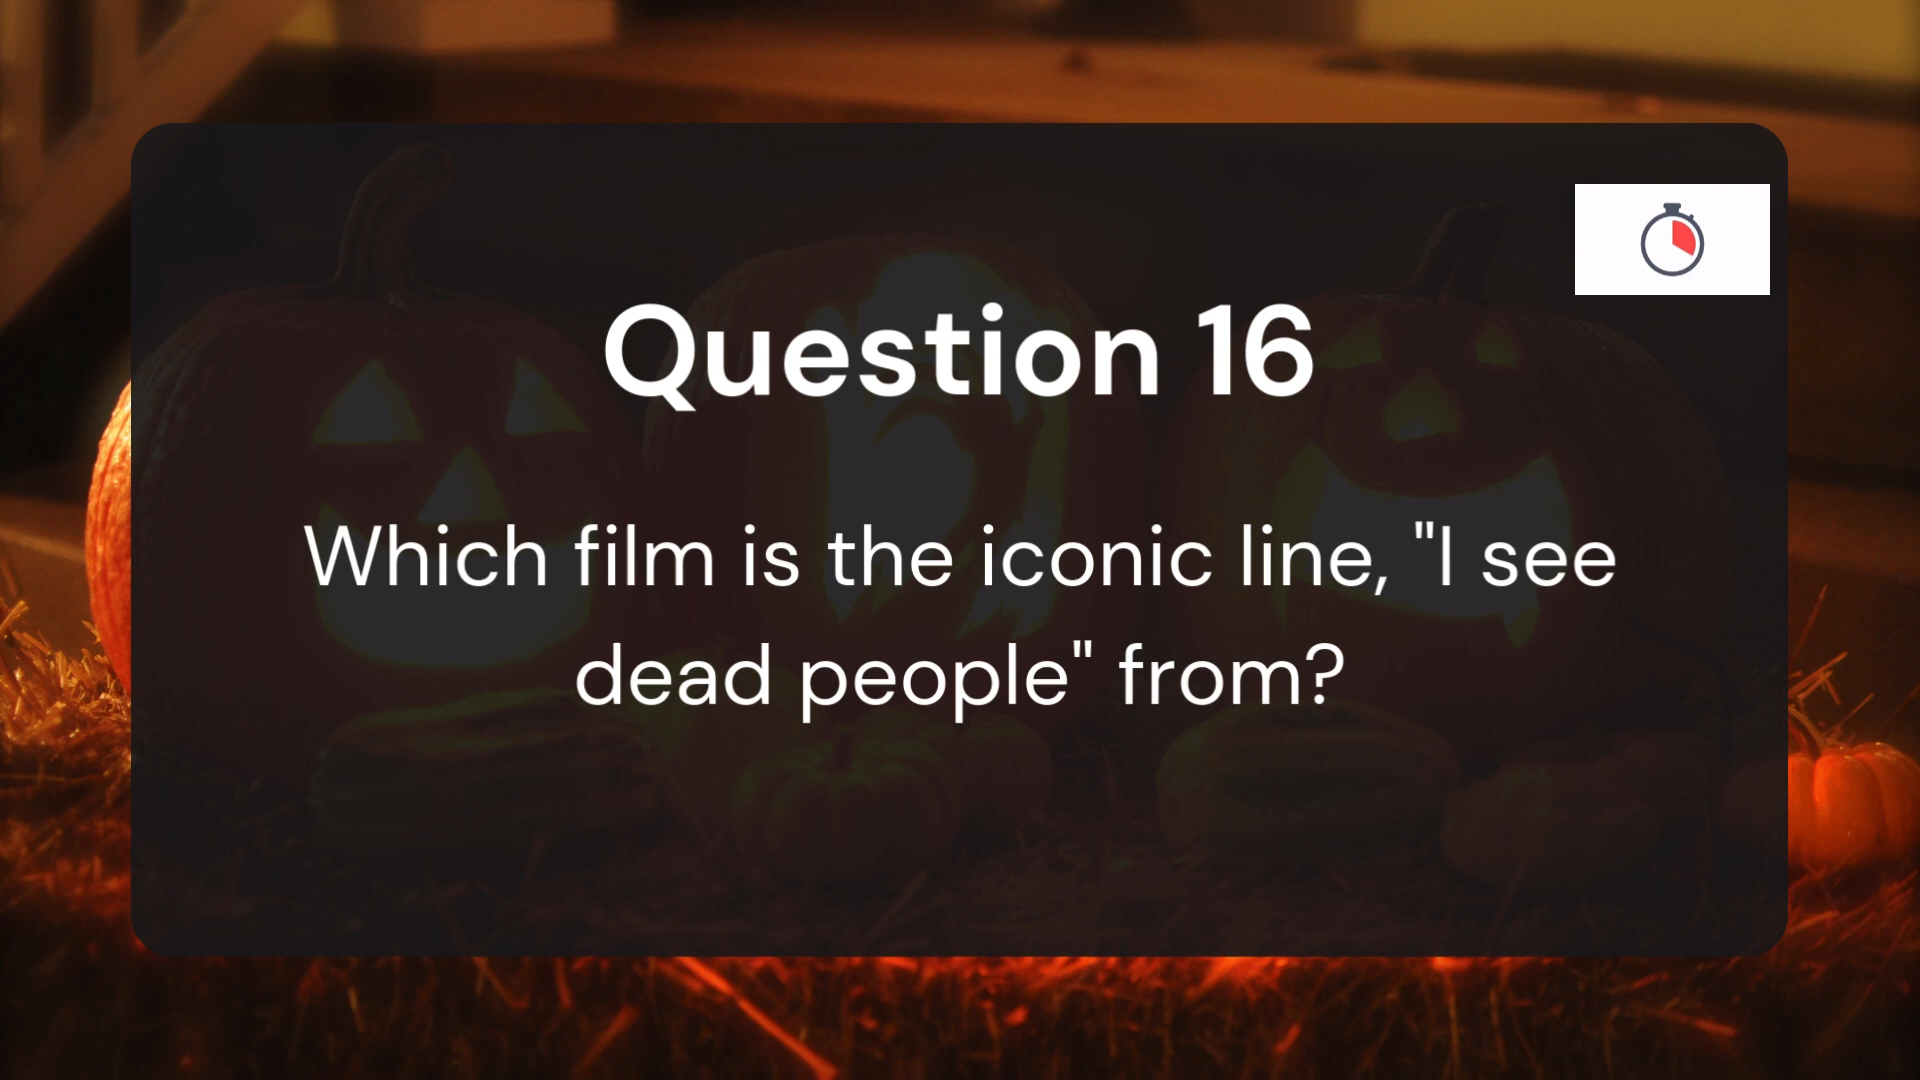 Question 16
Which film is the iconic line, "I see
dead people" from?